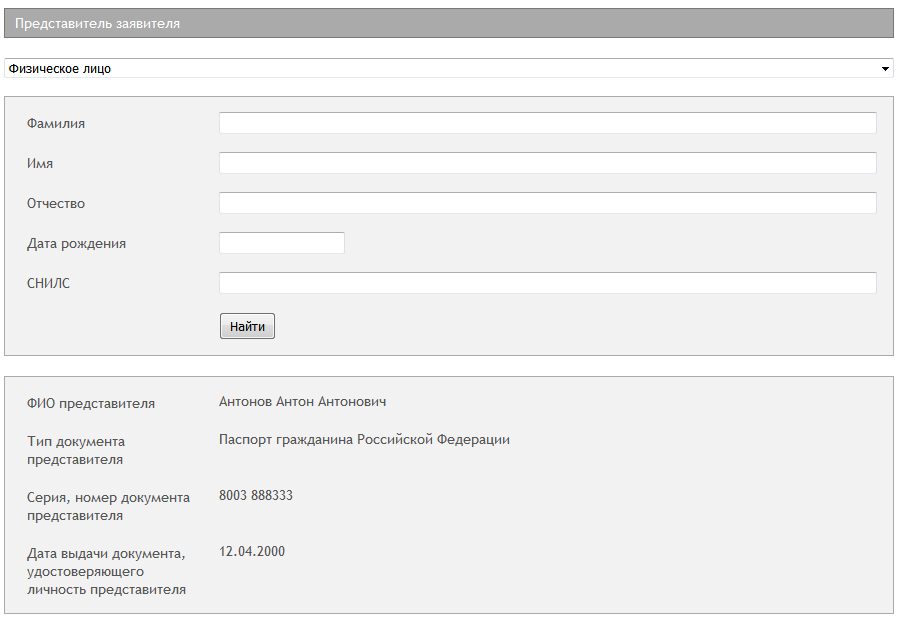 Представитель заявителя
Физическое лицо
Фамилия
Имя
Отчество
Дата рождения
СНИЛС
Найти
ФИО представителя Антонов Антон Антонович
Тип документа Паспорт гражданина Российской Федерации
представителя
Серия, номер документа 8003 888333
представителя
Дата выдачи документа, 12.04.2000
удостоверяющего
личность представителя